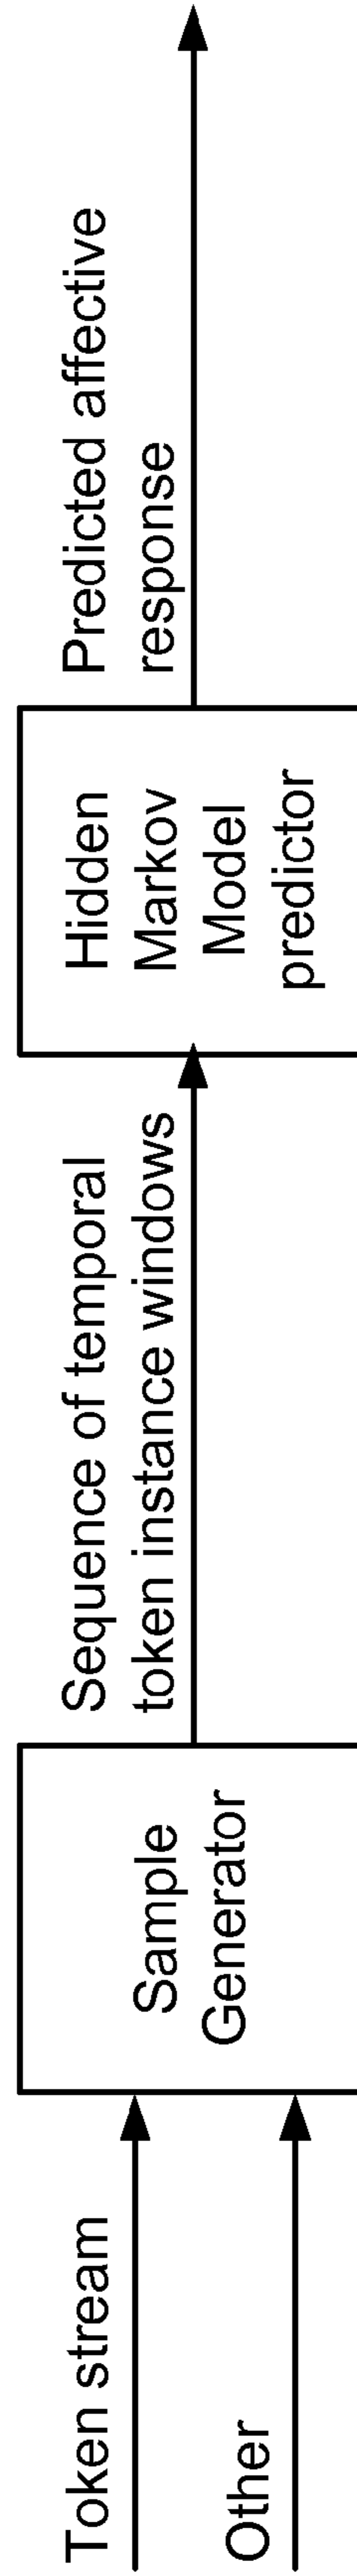 Token stream
Other
Sample
Generator
Sequence of temporal
token instance windows
Hidden
Markov
Model
predictor
Predicted affective
response